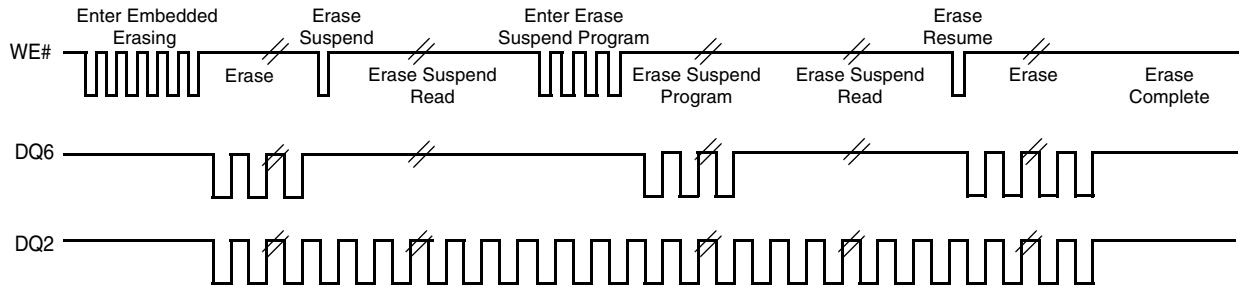 Enter Embedded
Erasing
Erase
Suspend
Enter Erase
Suspend Program
Erase
Resume
WE#
Erase
Erase Suspend
Read
Erase Suspend
Program
Erase Suspend
Read
Erase
Erase
Complete
DQ6
DQ2